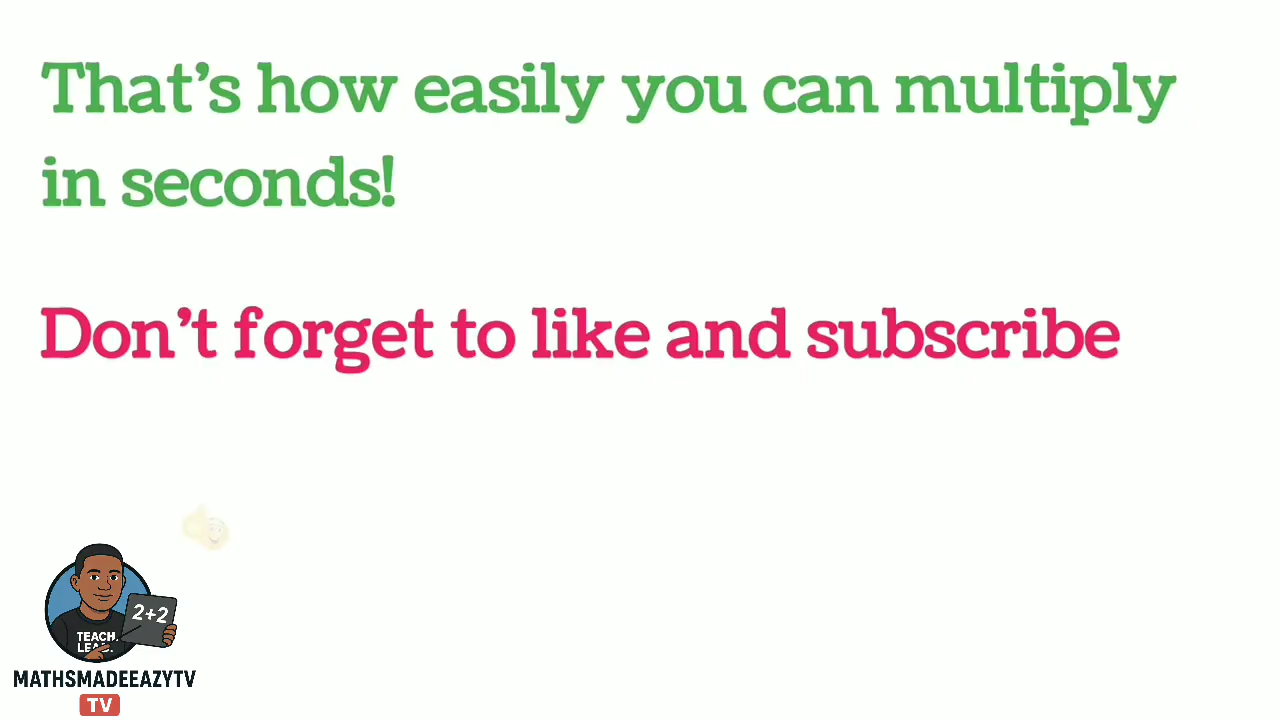 That's how easily you can multiply
in seconds!
Don't forget to like and subscribe
2+2
TEACH.
LEAD.
MATHSMADEEAZYTV
TV